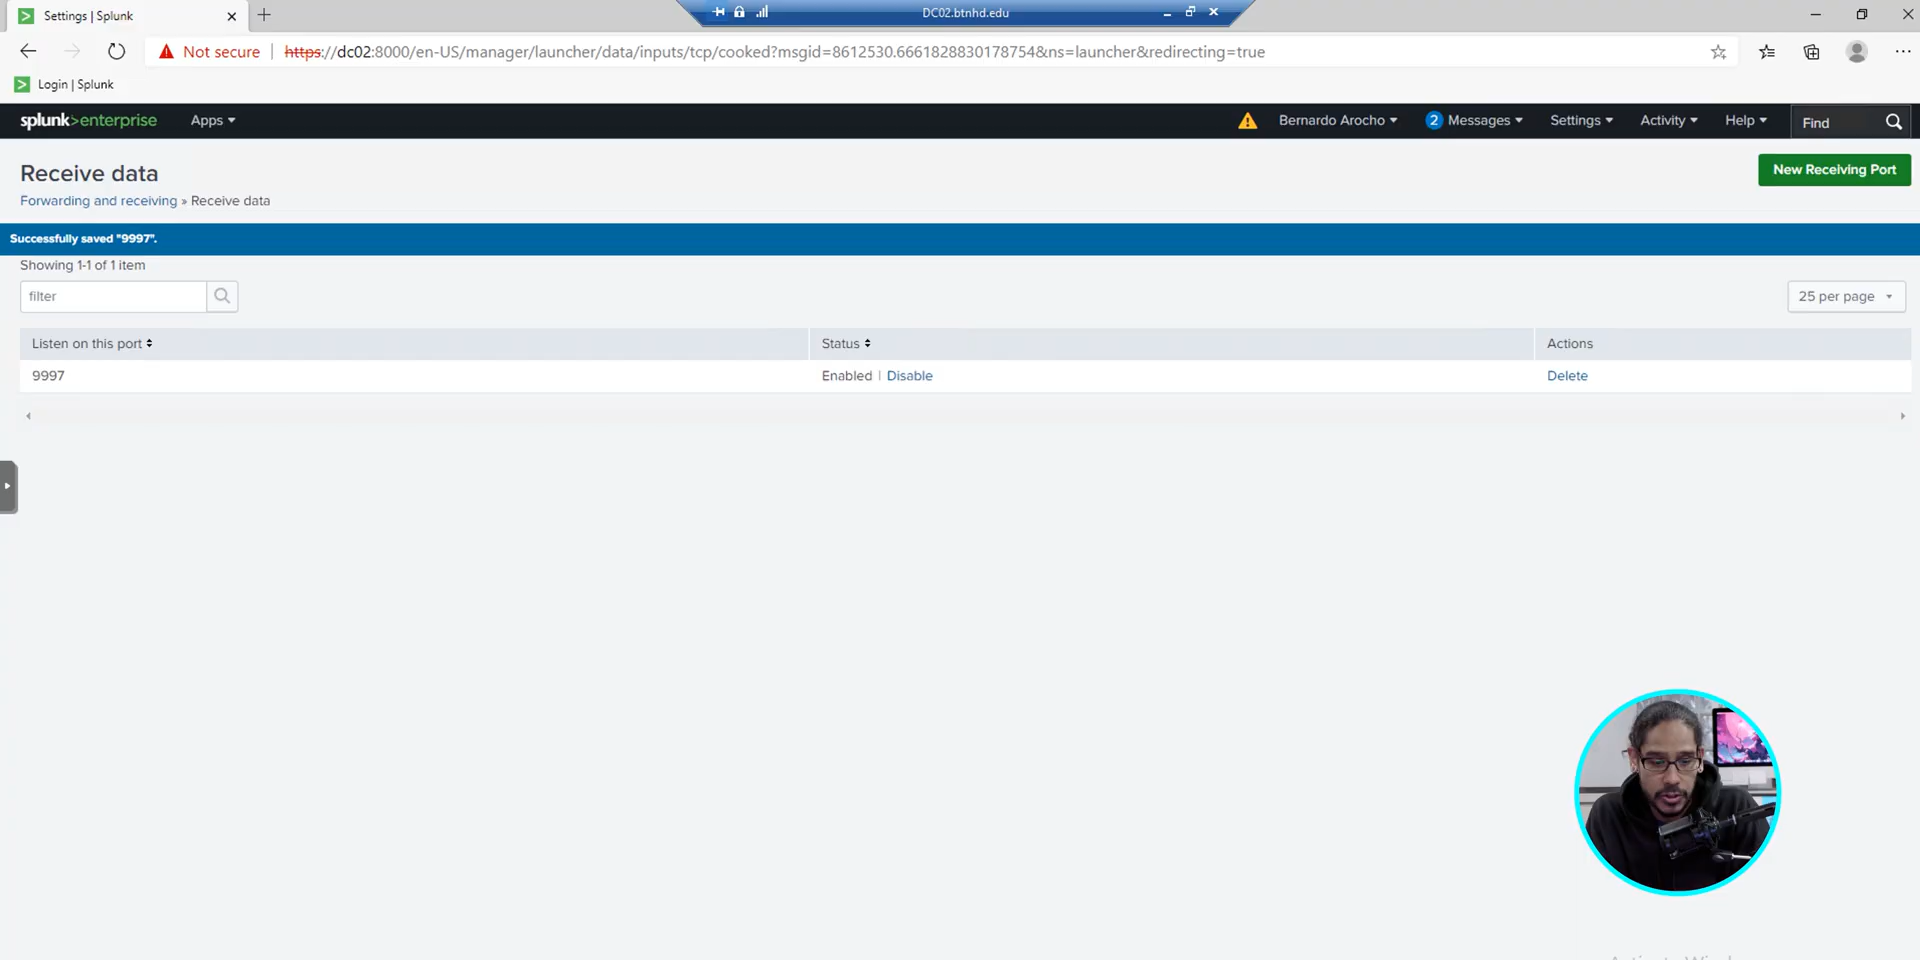 Settings | Splunk
DC02.btnhd.edu
Not secure | https://dc02:8000/en-US/manager/launcher/data/inputs/tcp/cooked?msgid=8612530.6661828830178754&ns=launcher&redirecting=true
Login | Splunk
splunk>enterprise Apps Bernardo Arocho 2 Messages Settings Activity Help Find
Receive data
New Receiving Port
Forwarding and receiving » Receive data
Successfully saved "9997".
Showing 1-1 of 1 item
filter
25 per page
Listen on this port Status Actions
9997 Enabled | Disable Delete